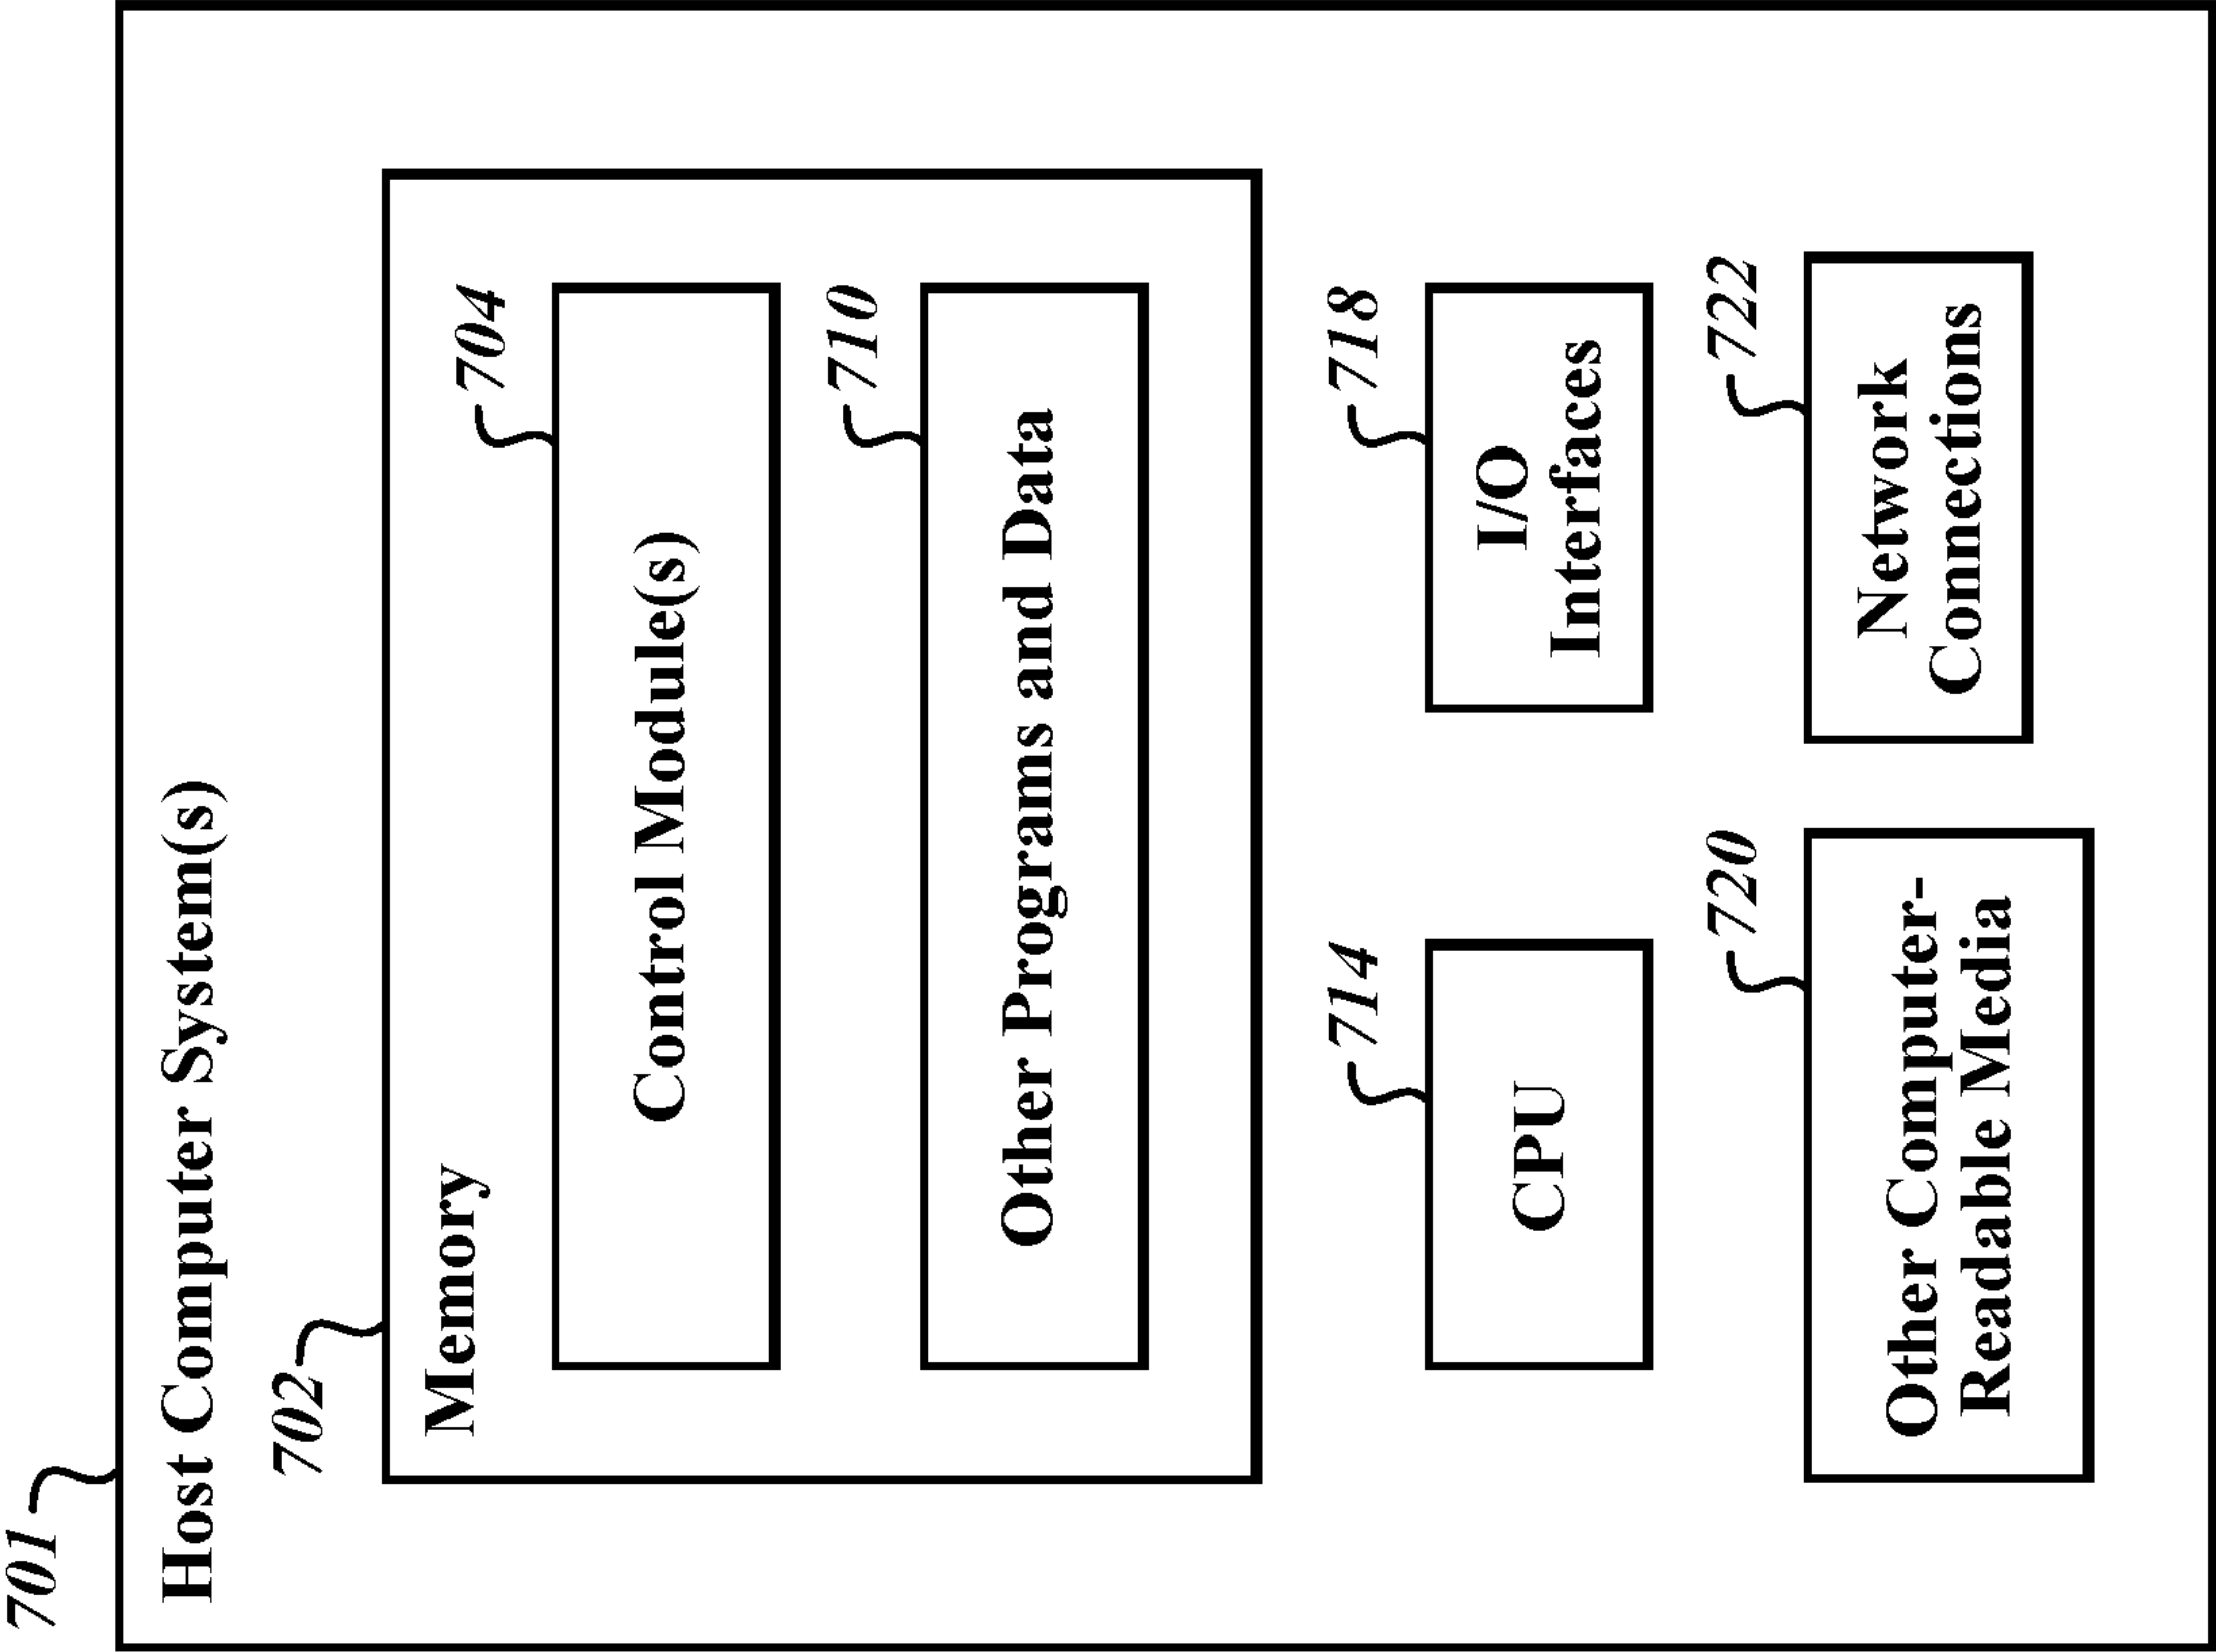 701
Host Computer System(s)
702
Memory
704
Control Module(s)
710
Other Programs and Data
714
CPU
718
I/O
Interfaces
720
Other Computer-
Readable Media
722
Network
Connections